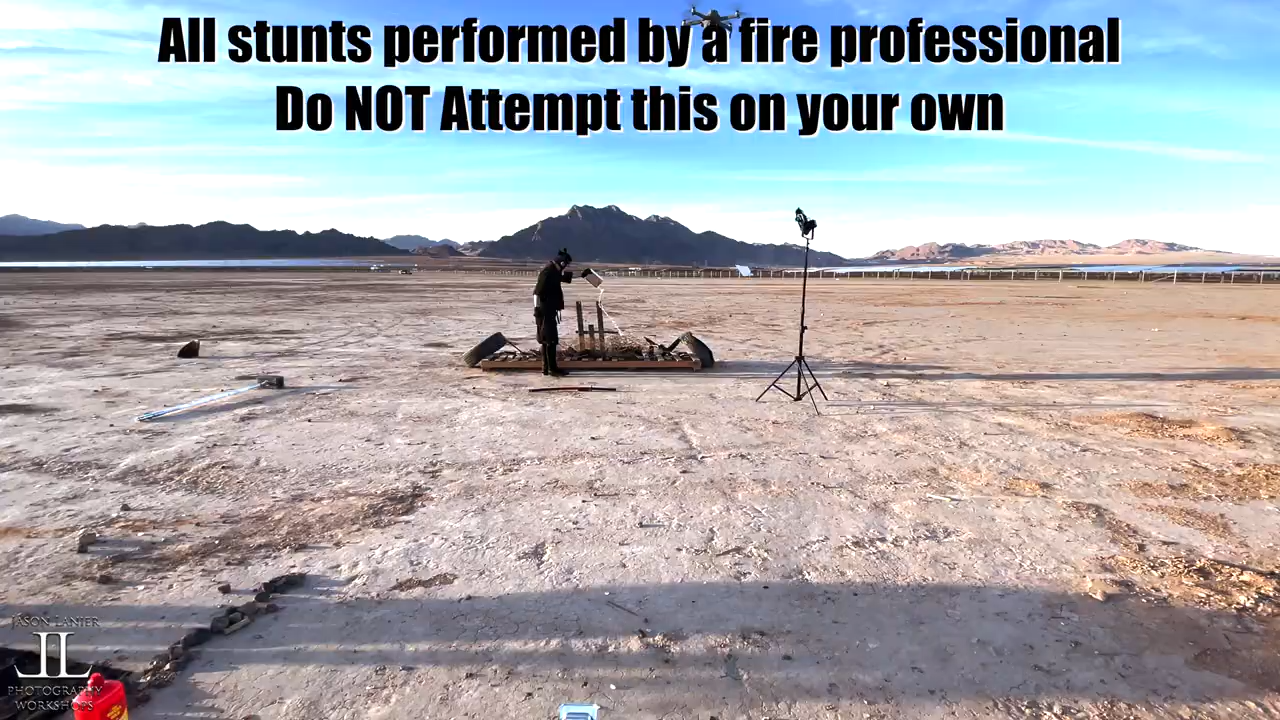 All stunts performed by a fire professional
Do NOT Attempt this on your own
JASON LANIER
JL
PHOTOGRAPHY
WORKSHOPS